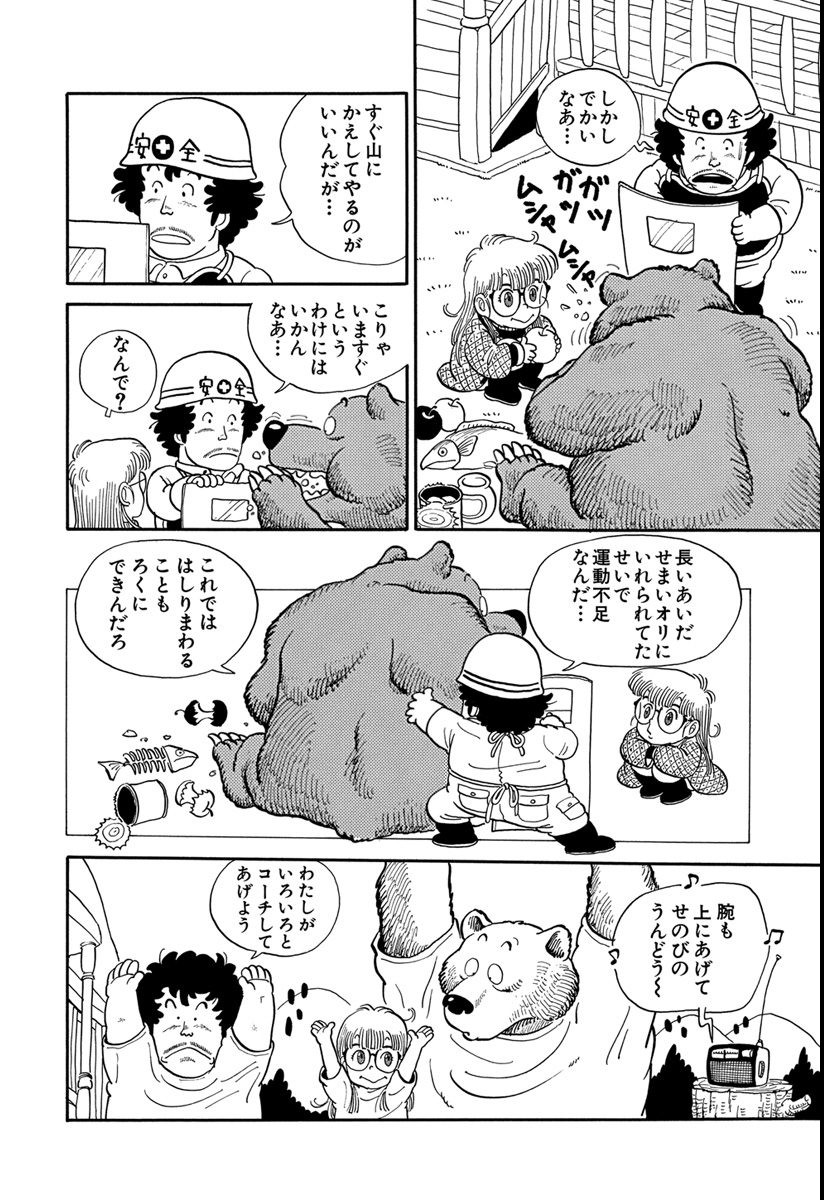 しかし
でかい
なあ…
安全
ガガツ
ガツ
ムシャ
ムシャ
すぐ山に
かえしてやるのが
いいんだが…
安全
こりゃ
いますぐ
という
わけには
いかん
なあ…
安全
なんで?
長いあいだ
せまいオリに
いれられてた
せいで
運動不足
なんだ…
これでは
はしりまわる
ことも
ろくに
できんだろ
腕も
上にあげて
せのびの
うんどう〜
わたしが
いろいろと
コーチして
あげよう